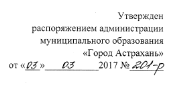 Утвержден
распоряжением администрации
муниципального образования
«Город Астрахань»
от «03» 03 2017 № 201-р